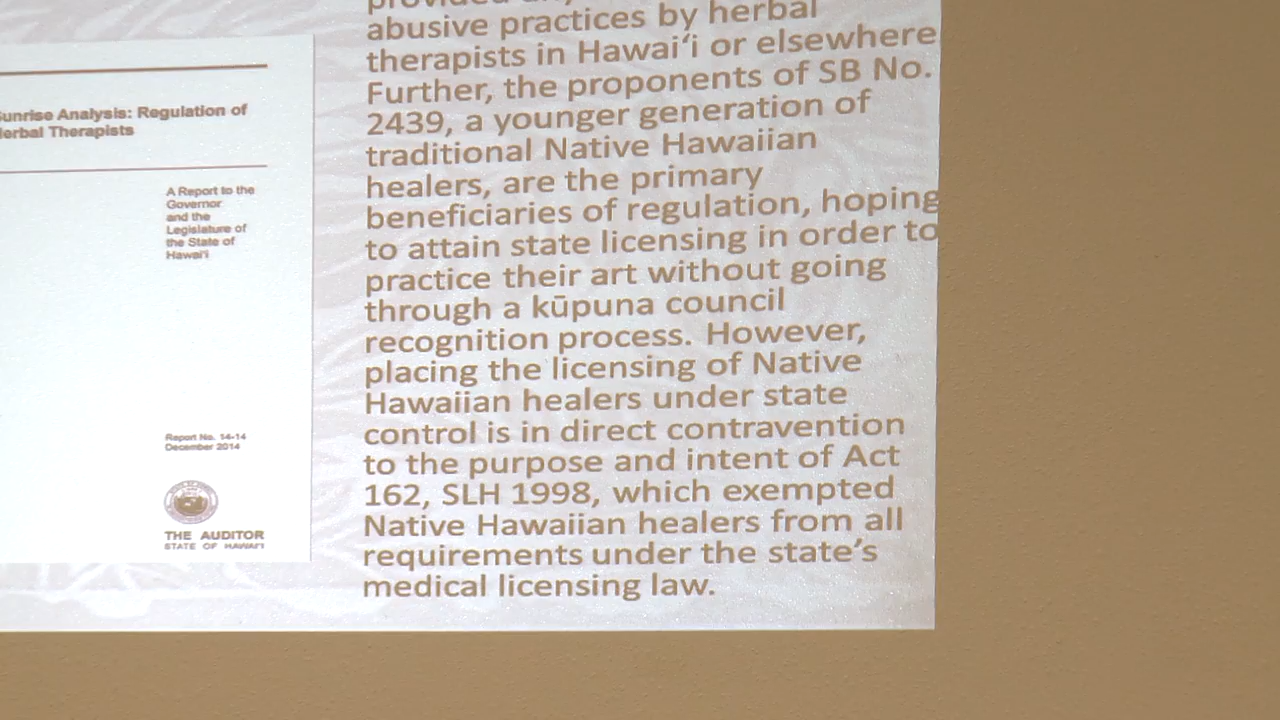 unrise Analysis: Regulation of
erbal Therapists
A Report to the
Governor
and the
Legislature of
the State of
Hawai'i
Report No. 14-14
December 2014
THE AUDITOR
STATE OF HAWAI'I
provided
abusive practices by herbal
therapists in Hawaiʻi or elsewhere
Further, the proponents of SB No.
2439, a younger generation of
traditional Native Hawaiian
healers, are the primary
beneficiaries of regulation, hoping
to attain state licensing in order to
practice their art without going
through a kūpuna council
recognition process. However,
placing the licensing of Native
Hawaiian healers under state
control is in direct contravention
to the purpose and intent of Act
162, SLH 1998, which exempted
Native Hawaiian healers from all
requirements under the state’s
medical licensing law.